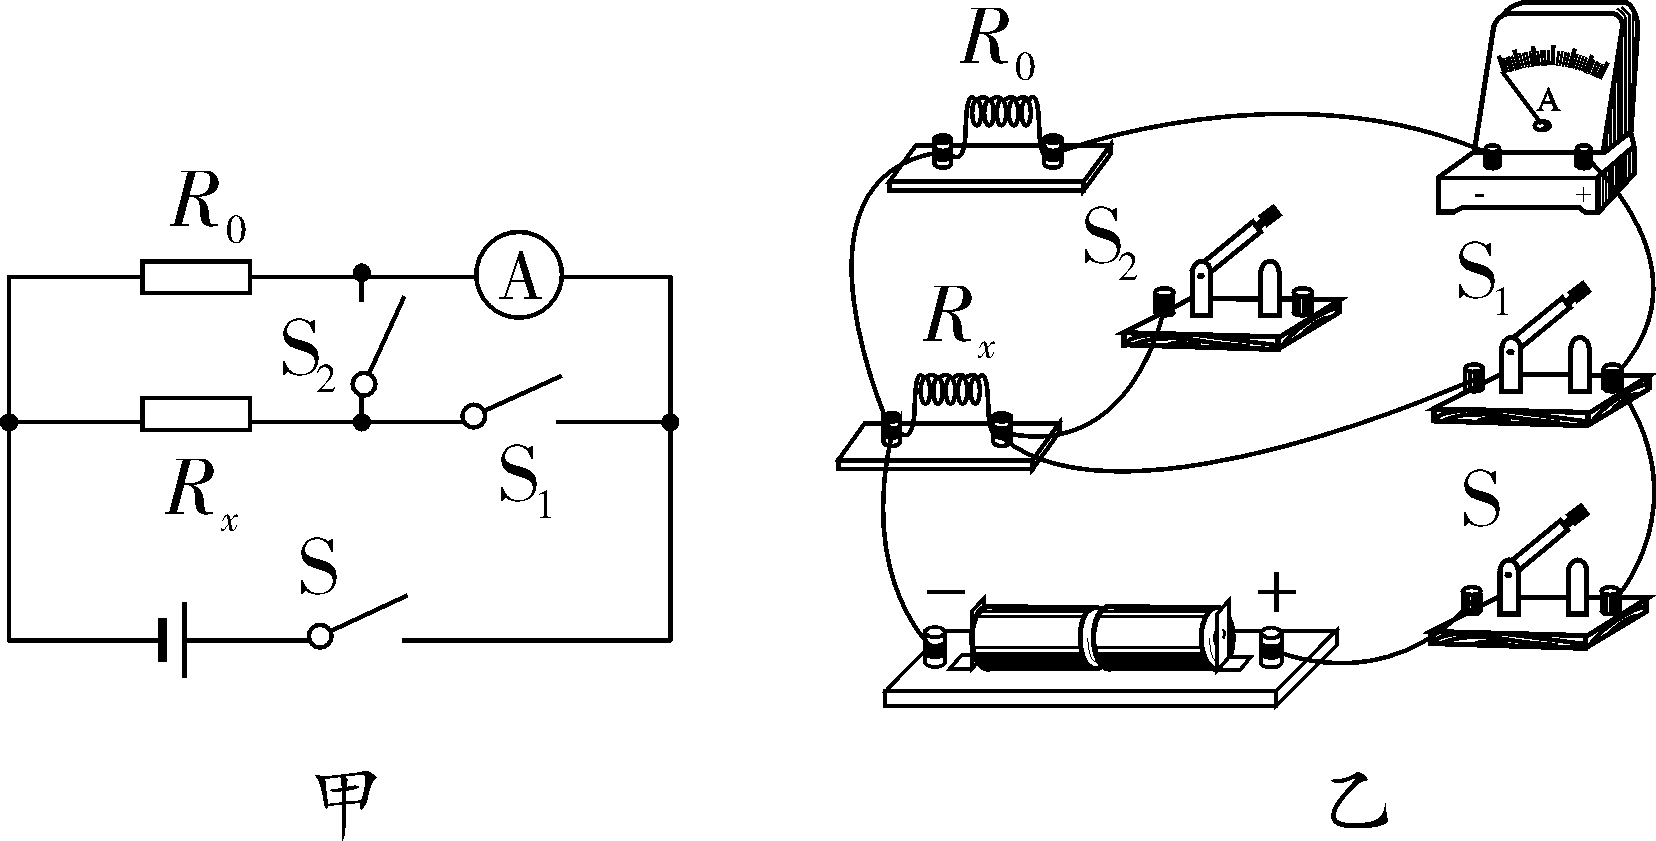 R₀
A
S₂
S₁
Rₓ
S
甲
R₀
A
- +
S₂
S₁
Rₓ
S
− +
乙